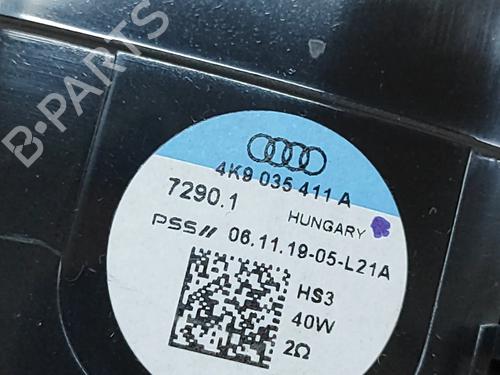 B-PARTS
4K9 035 411 A
7290.1
HUNGARY
PSS// 06.11.19-05-L21A
HS3
40W
2Ω